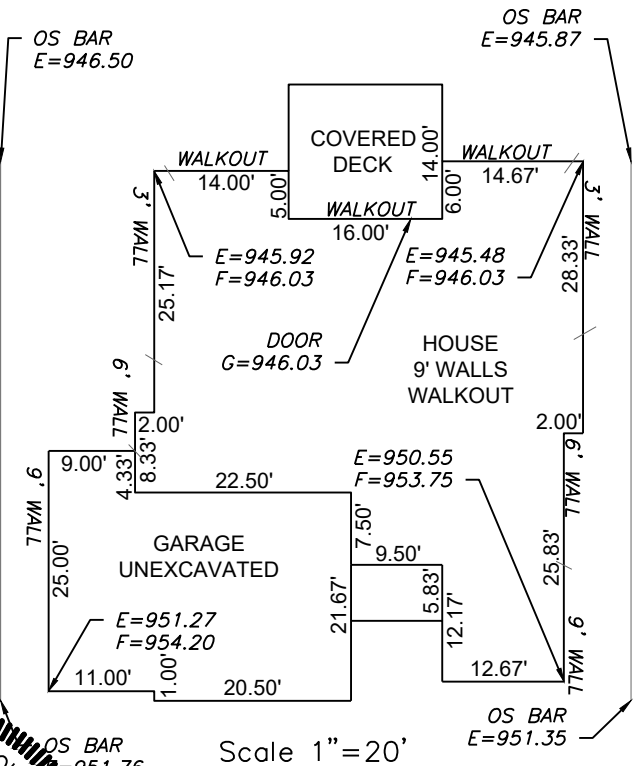 OS BAR
E=946.50
OS BAR
E=945.87
COVERED
DECK
14.00'
WALKOUT
14.00'
WALKOUT
14.67'
5.00'
6.00'
WALKOUT
16.00'
3' WALL
3' WALL
25.17'
28.33'
E=945.92
F=946.03
E=945.48
F=946.03
DOOR
G=946.03
HOUSE
9' WALLS
WALKOUT
6' WALL
2.00'
2.00'
6' WALL
9.00'
4.33'
8.33'
9' WALL
22.50'
E=950.55
F=953.75
7.50'
9.50'
GARAGE
UNEXCAVATED
25.00'
21.67'
5.83'
12.17'
25.83'
E=951.27
F=954.20
9' WALL
11.00'
1.00'
20.50'
12.67'
OS BAR
E=951.35
OS BAR
E=951.76
Scale 1"=20'